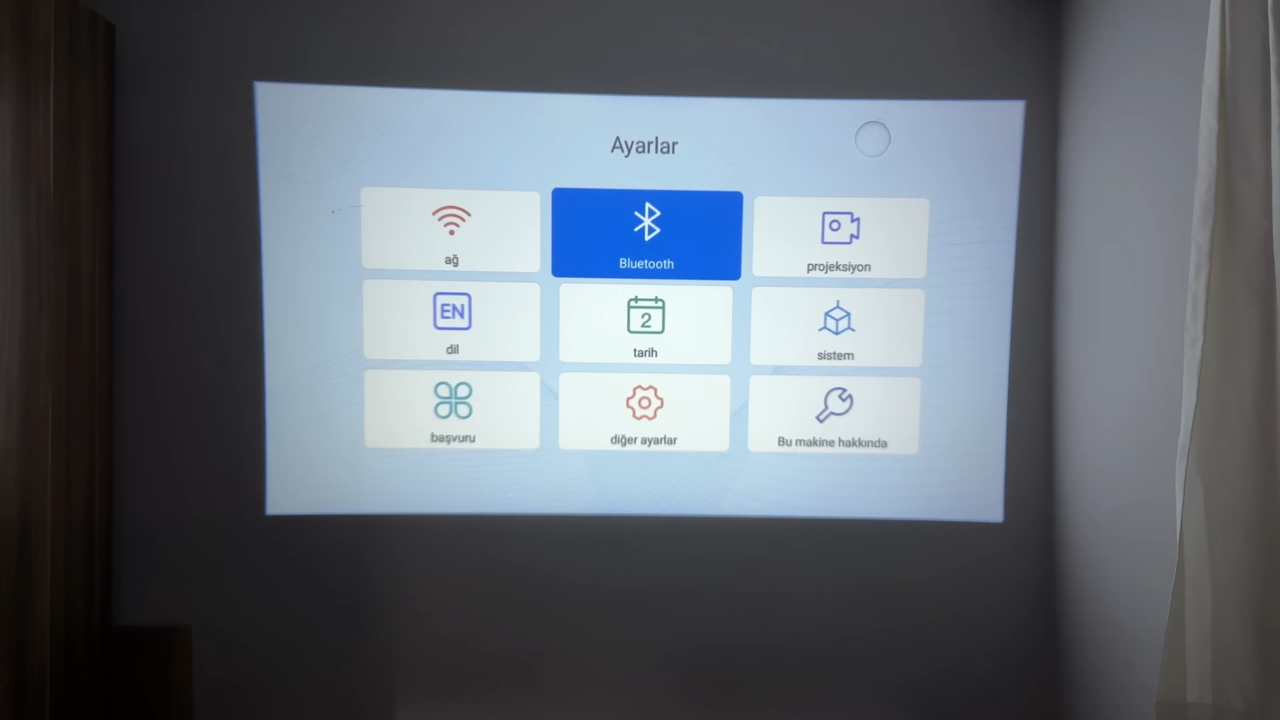 Ayarlar
ağ
Bluetooth
projeksiyon
EN
dil
2
tarih
sistem
başvuru
diğer ayarlar
Bu makine hakkında